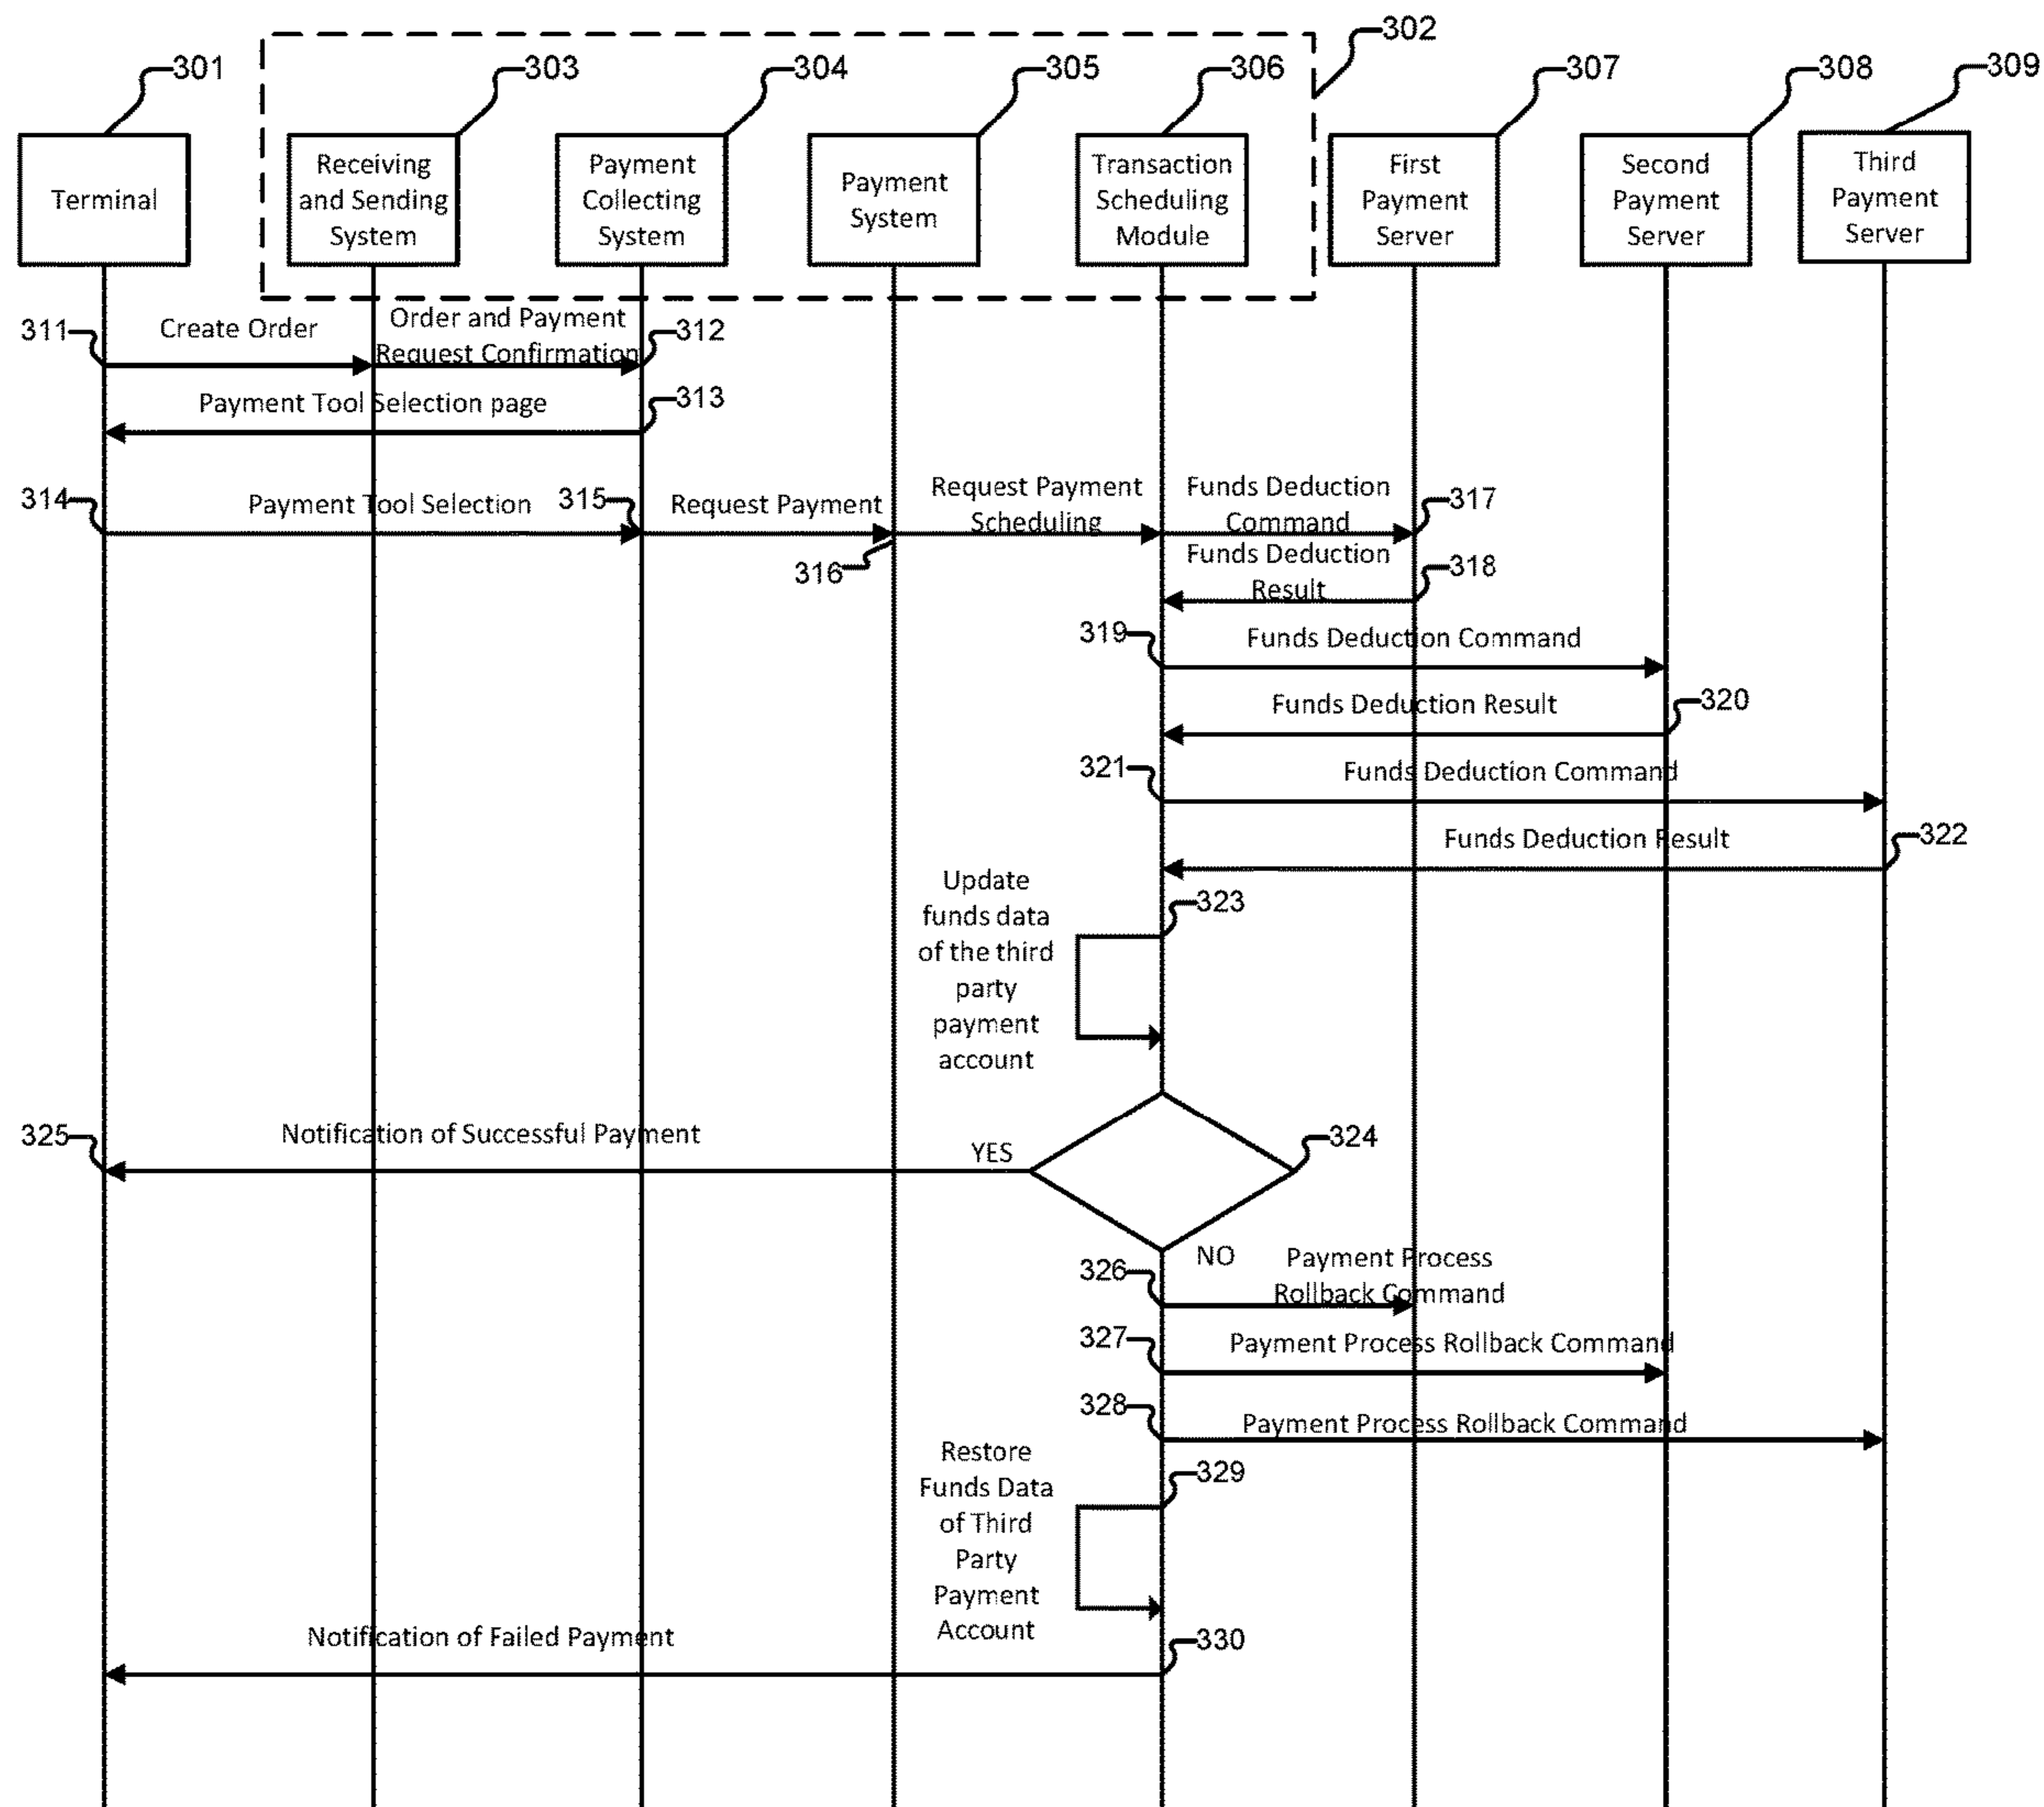 302
301
303
304
305
306
307
308
309
Terminal
Receiving
and Sending
System
Payment
Collecting
System
Payment
System
Transaction
Scheduling
Module
First
Payment
Server
Second
Payment
Server
Third
Payment
Server
311
Create Order
Order and Payment
Request Confirmation
312
Payment Tool Selection page
313
314
Payment Tool Selection
315
Request Payment
316
Request Payment
Scheduling
Funds Deduction
Command
317
Funds Deduction
Result
318
319
Funds Deduction Command
Funds Deduction Result
320
321
Funds Deduction Command
Funds Deduction Result
322
Update
funds data
of the third
party
payment
account
323
325
Notification of Successful Payment
YES
324
NO
326
Payment Process
Rollback Command
327
Payment Process Rollback Command
328
Payment Process Rollback Command
Restore
Funds Data
of Third
Party
Payment
Account
329
Notification of Failed Payment
330